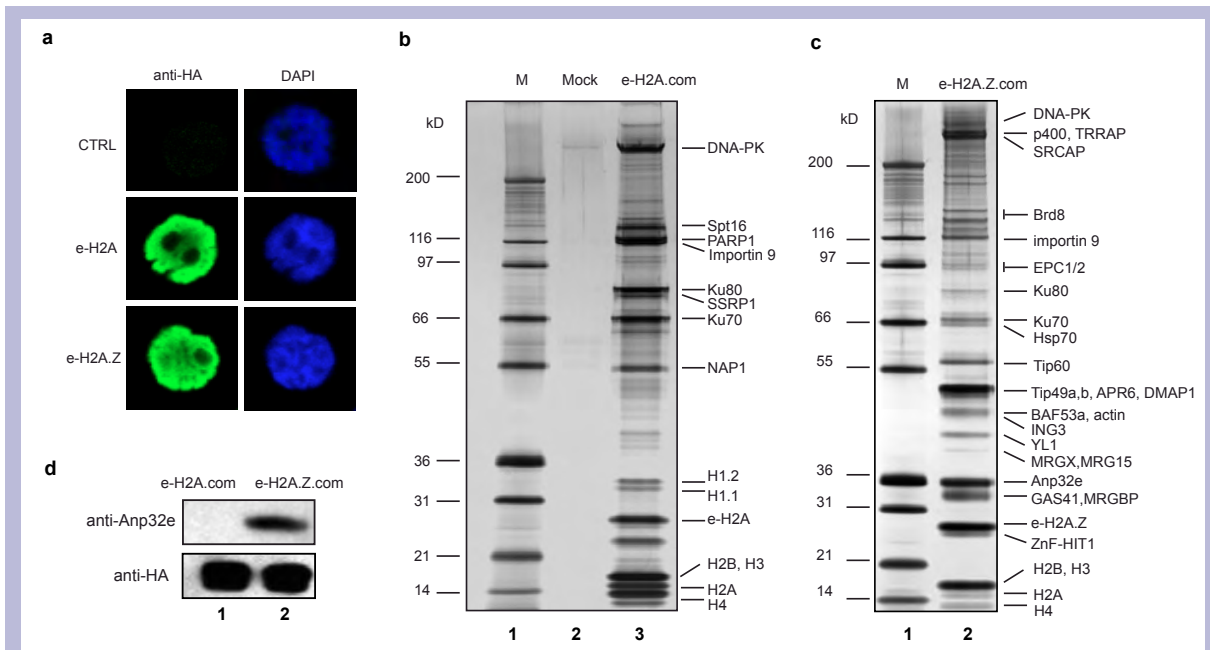 a
anti-HA DAPI
CTRL
e-H2A
e-H2A.Z
b
M Mock e-H2A.com
kD
200
116
97
66
55
36
31
21
14
DNA-PK
Spt16
PARP1
Importin 9
Ku80
SSRP1
Ku70
NAP1
H1.2
H1.1
e-H2A
H2B, H3
H2A
H4
1 2 3
c
M e-H2A.Z.com
kD
200
116
97
66
55
36
31
21
14
DNA-PK
p400, TRRAP
SRCAP
Brd8
importin 9
EPC1/2
Ku80
Ku70
Hsp70
Tip60
Tip49a,b, APR6, DMAP1
BAF53a, actin
ING3
YL1
MRGX,MRG15
Anp32e
GAS41,MRGBP
e-H2A.Z
ZnF-HIT1
H2B, H3
H2A
H4
1 2
d
e-H2A.com e-H2A.Z.com
anti-Anp32e
anti-HA
1 2